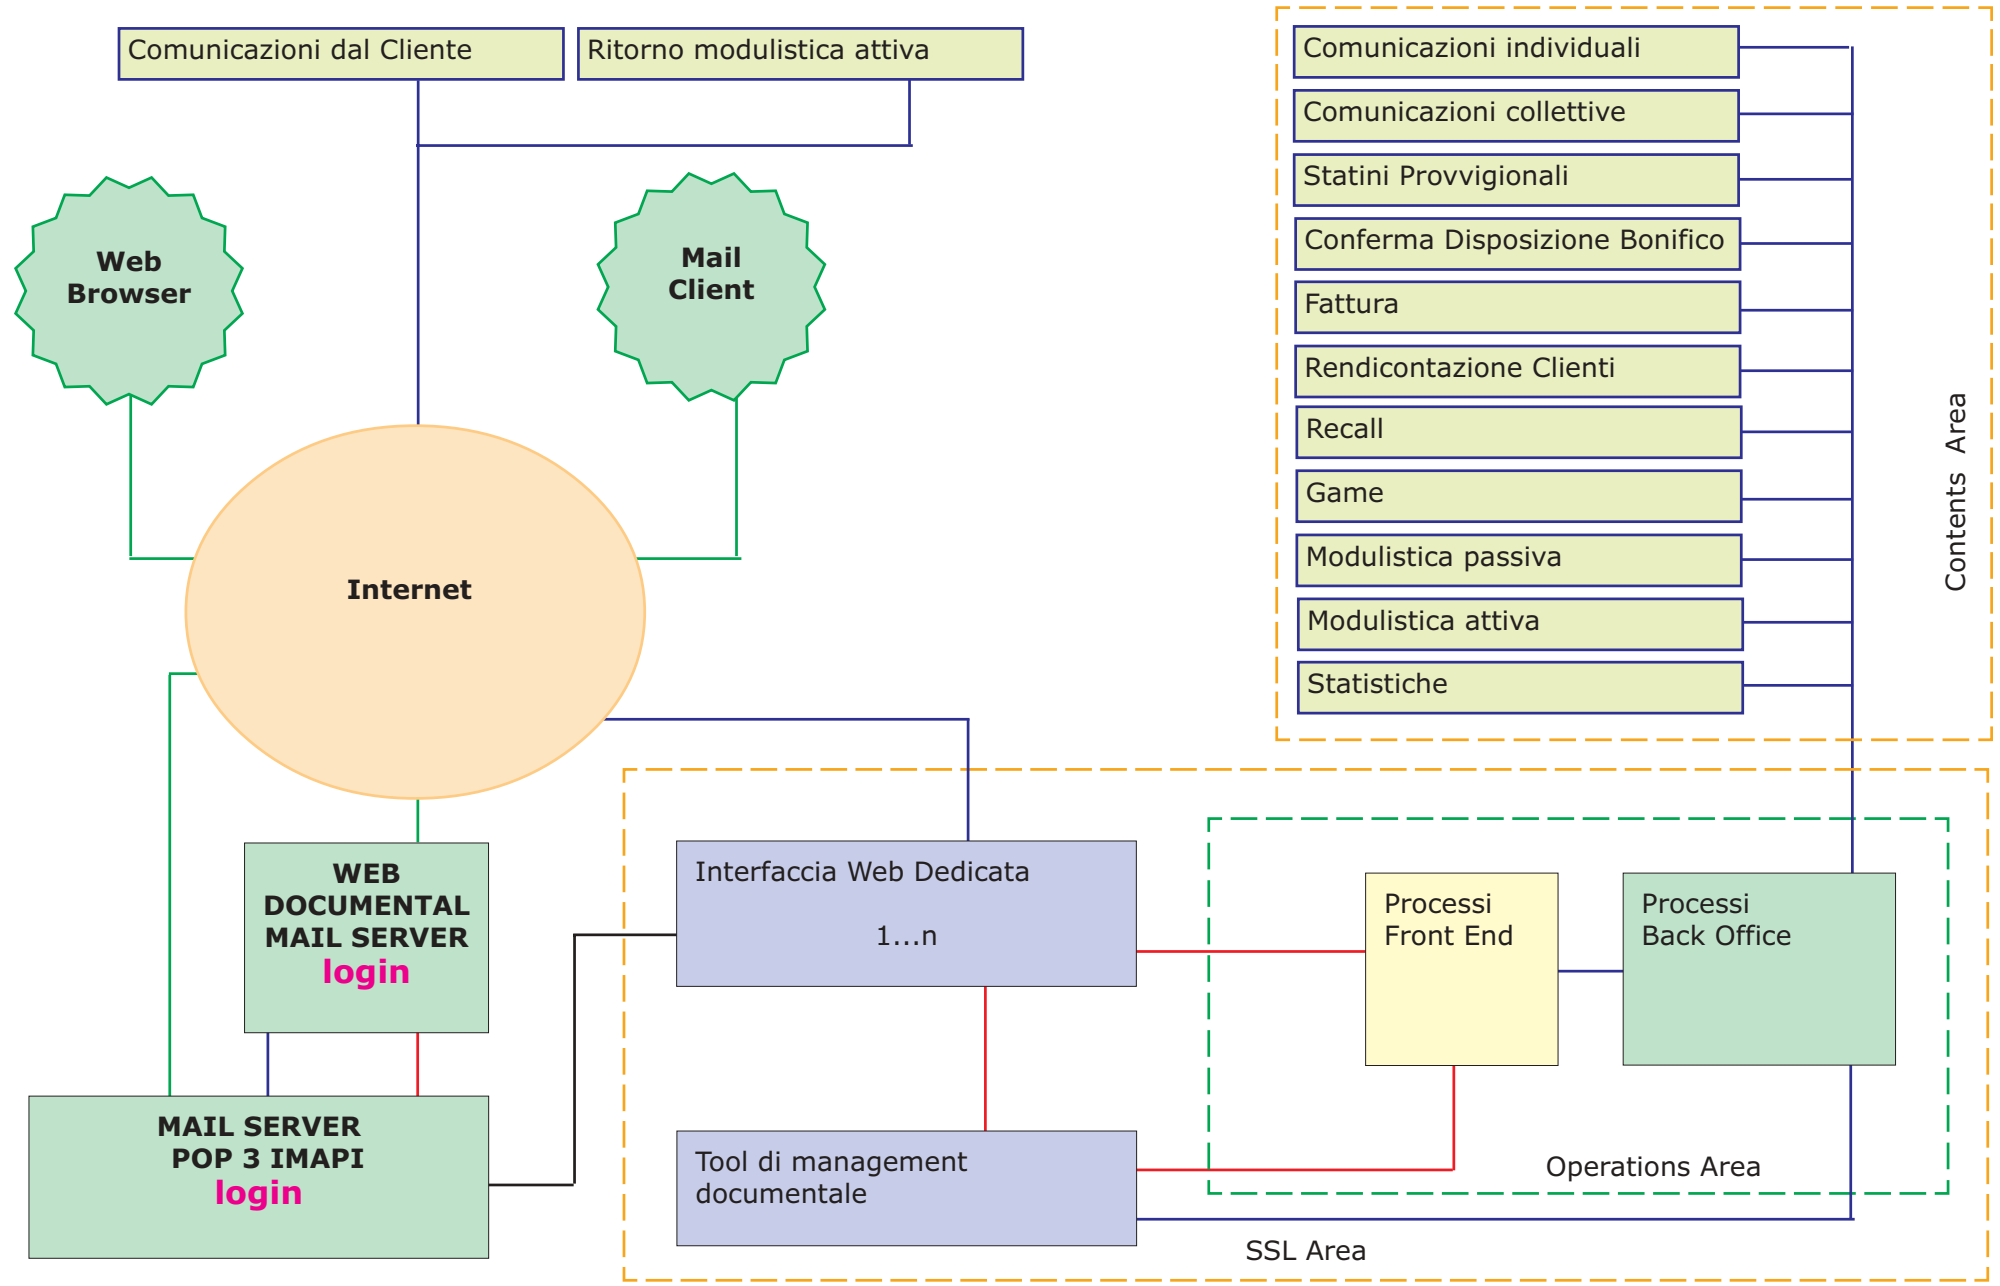 Comunicazioni dal Cliente
Ritorno modulistica attiva
Web
Browser
Mail
Client
Internet
WEB
DOCUMENTAL
MAIL SERVER
login
MAIL SERVER
POP 3 IMAPI
login
Comunicazioni individuali
Comunicazioni collettive
Statini Provvigionali
Conferma Disposizione Bonifico
Fattura
Rendicontazione Clienti
Recall
Game
Modulistica passiva
Modulistica attiva
Statistiche
Contents Area
Interfaccia Web Dedicata
1...n
Processi
Front End
Processi
Back Office
Tool di management
documentale
Operations Area
SSL Area